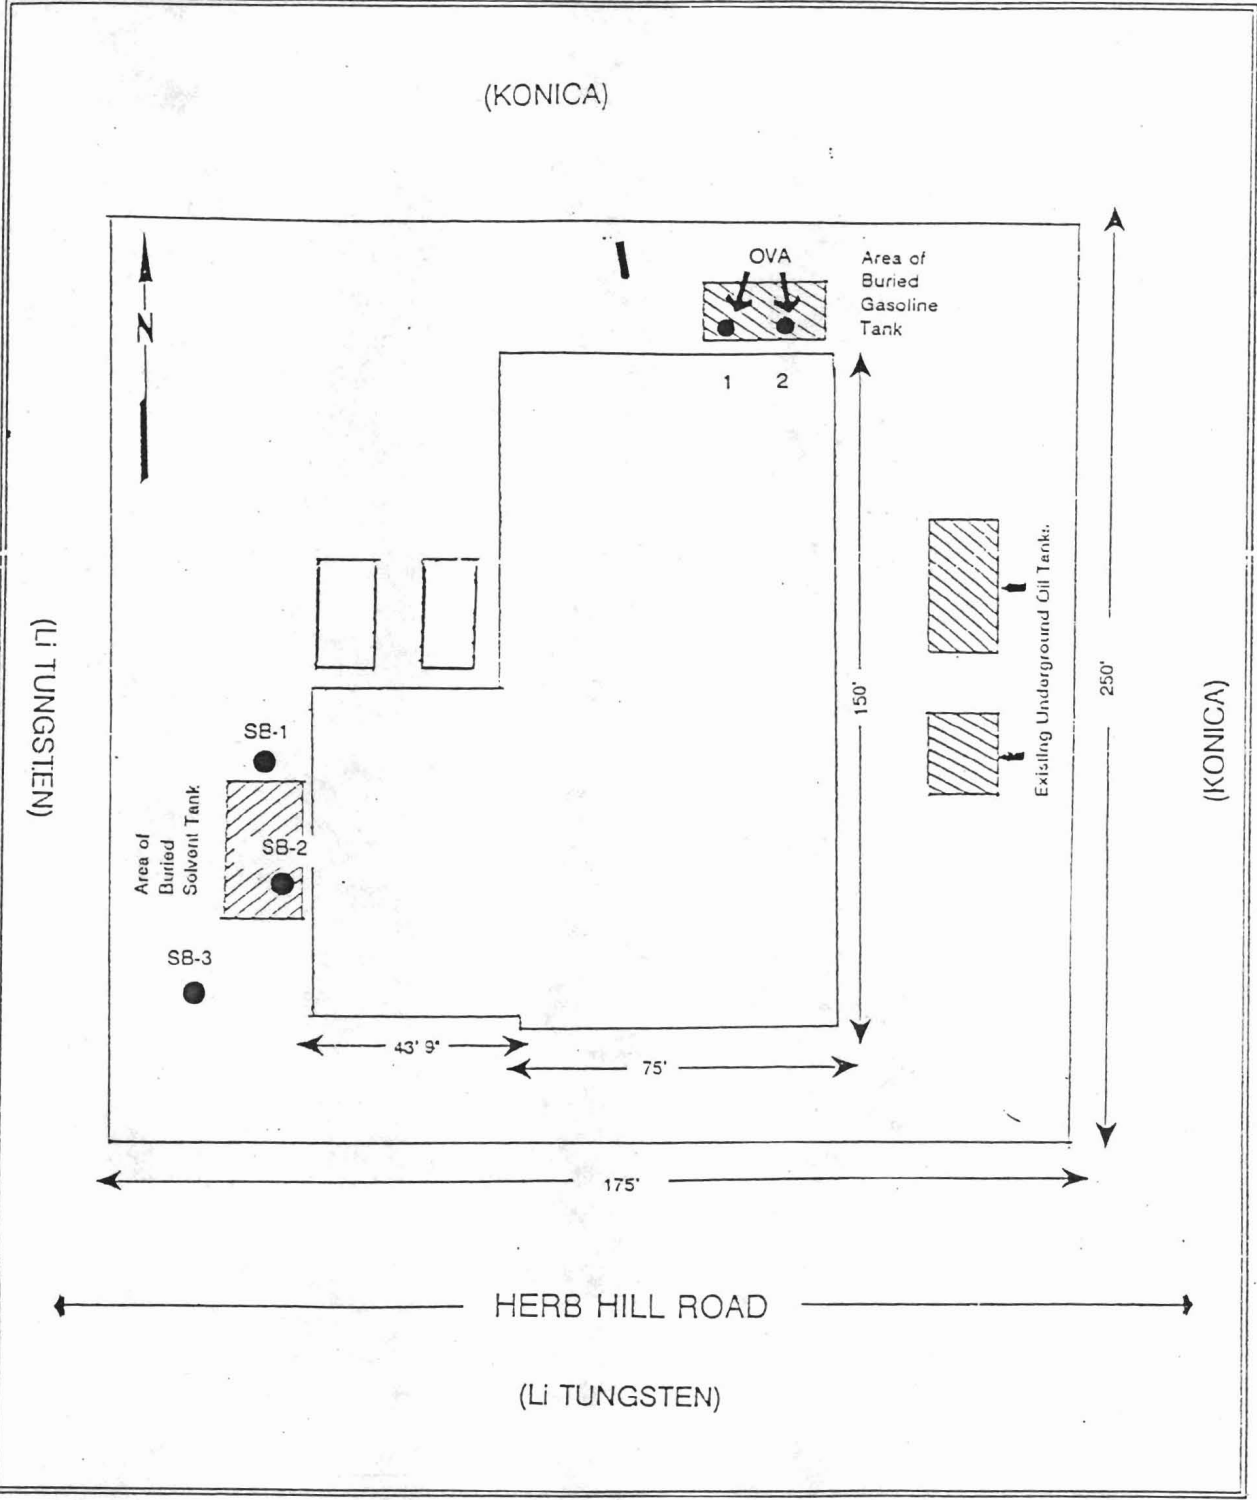 (KONICA)
OVA
Area of
Buried
Gasoline
Tank
N
1
2
Existing Underground Oil Tanks
150'
250'
(KONICA)
(Li TUNGSTEN)
SB-1
Area of
Buried
Solvent Tank
SB-2
SB-3
43' 9"
75'
175'
HERB HILL ROAD
(Li TUNGSTEN)